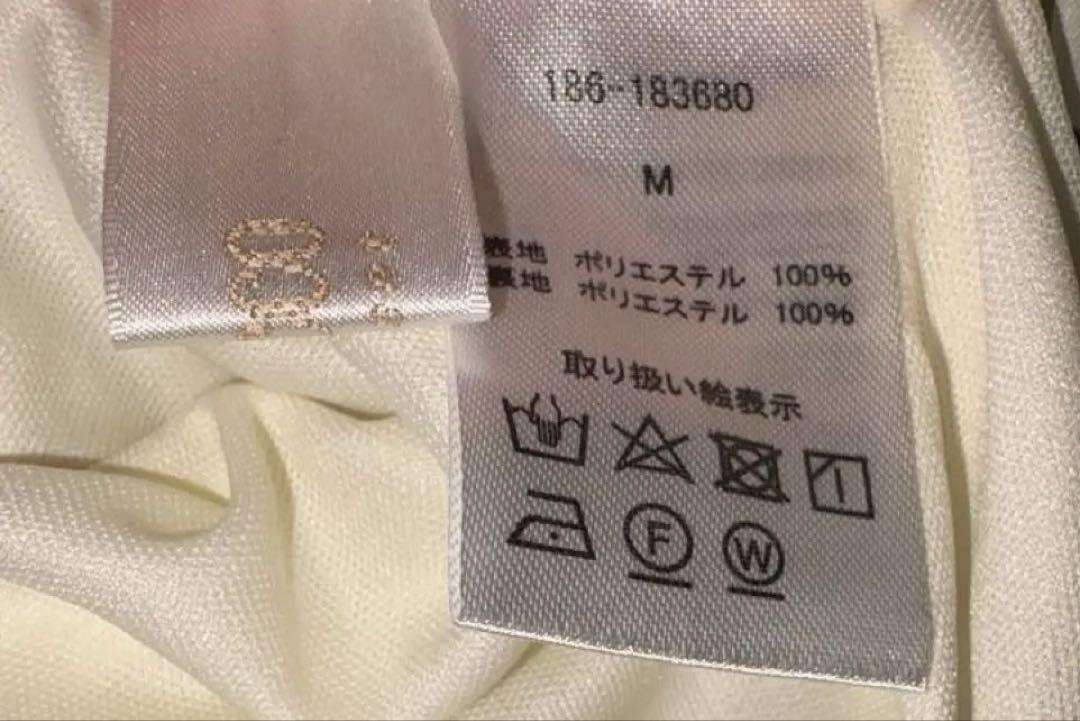 186-183680
M
表地 ポリエステル 100%
裏地 ポリエステル 100%
取り扱い絵表示
F
W